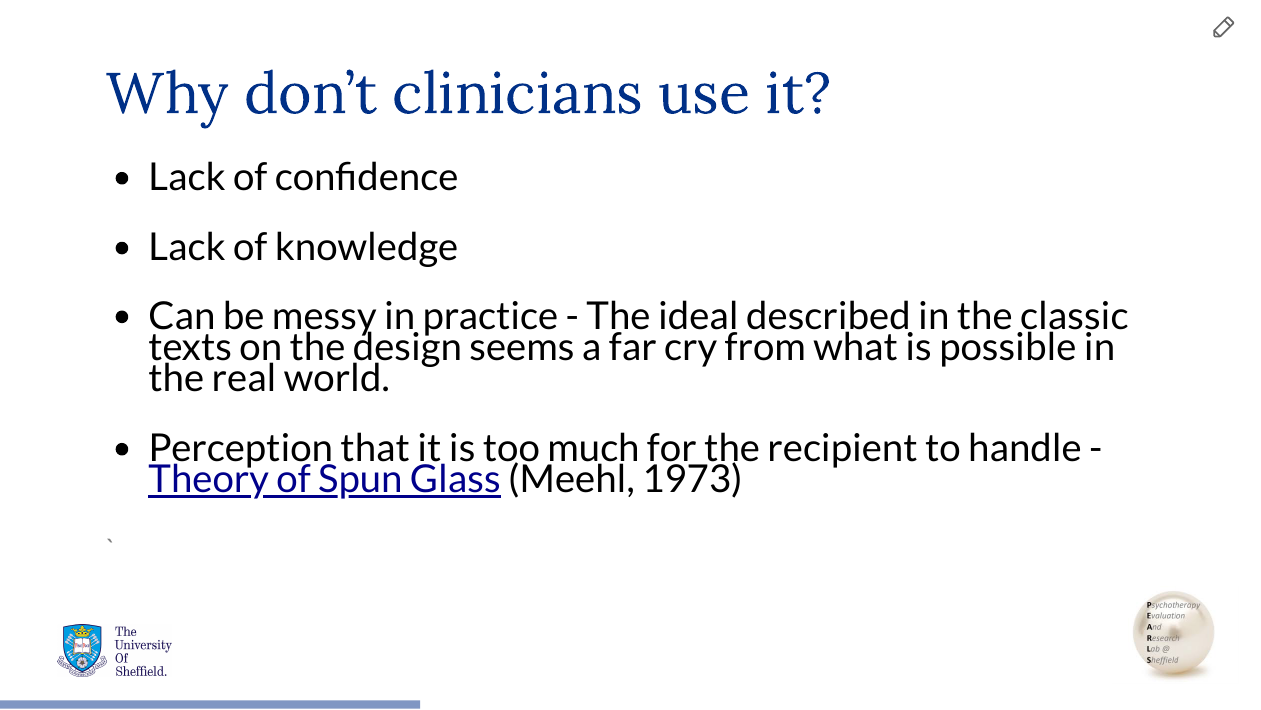 Why don’t clinicians use it?
• Lack of confidence
• Lack of knowledge
• Can be messy in practice - The ideal described in the classic
texts on the design seems a far cry from what is possible in
the real world.
• Perception that it is too much for the recipient to handle -
Theory of Spun Glass (Meehl, 1973)
`
The
University
Of
Sheffield.
Psychotherapy
Evaluation
And
Research
Lab @
Sheffield